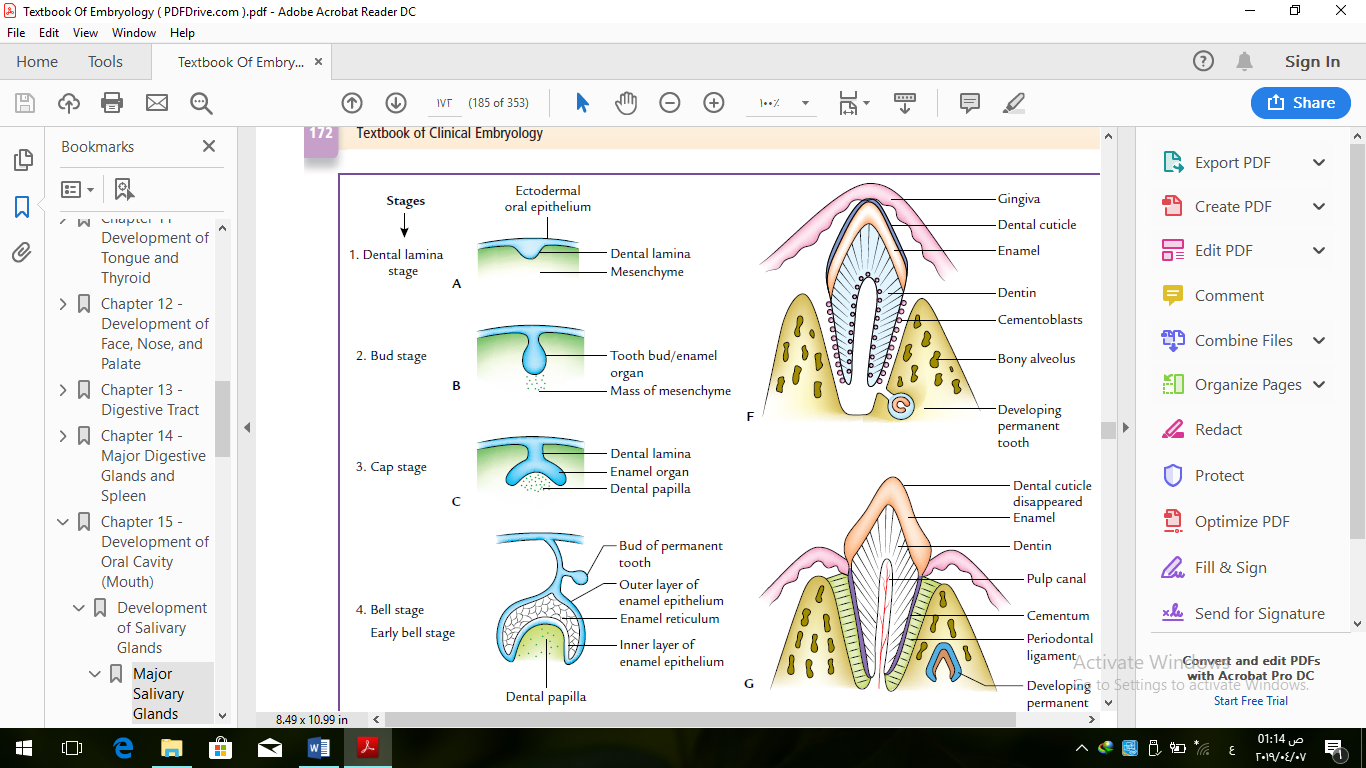 Textbook Of Embryology ( PDFDrive.com ).pdf - Adobe Acrobat Reader DC
File Edit View Window Help
Home Tools Textbook Of Embry... ×
Sign In
١٧٣ (185 of 353)
١٠٠٪
Share
Bookmarks
Chapter 11
Development of
Tongue and
Thyroid
Chapter 12 -
Development of
Face, Nose, and
Palate
Chapter 13 -
Digestive Tract
Chapter 14 -
Major Digestive
Glands and
Spleen
Chapter 15 -
Development of
Oral Cavity
(Mouth)
Development
of Salivary
Glands
Major
Salivary
Glands
172 Textbook of Clinical Embryology
Stages
Ectodermal
oral epithelium
1. Dental lamina
stage
Dental lamina
Mesenchyme
A
2. Bud stage
Tooth bud/enamel
organ
Mass of mesenchyme
B
3. Cap stage
Dental lamina
Enamel organ
Dental papilla
C
4. Bell stage
Early bell stage
Bud of permanent
tooth
Outer layer of
enamel epithelium
Enamel reticulum
Inner layer of
enamel epithelium
Dental papilla
Gingiva
Dental cuticle
Enamel
Dentin
Cementoblasts
Bony alveolus
Developing
permanent
tooth
F
Dental cuticle
disappeared
Enamel
Dentin
Pulp canal
Cementum
Periodontal
ligament
Developing
permanent
G
8.49 x 10.99 in
Export PDF
Create PDF
Edit PDF
Comment
Combine Files
Organize Pages
Redact
Protect
Optimize PDF
Fill & Sign
Send for Signature
Convert and edit PDFs
with Acrobat Pro DC
Start Free Trial
Activate Windows
Go to Settings to activate Windows.
ع
01:14 ص
٢٠١٩/٠٤/٠٧